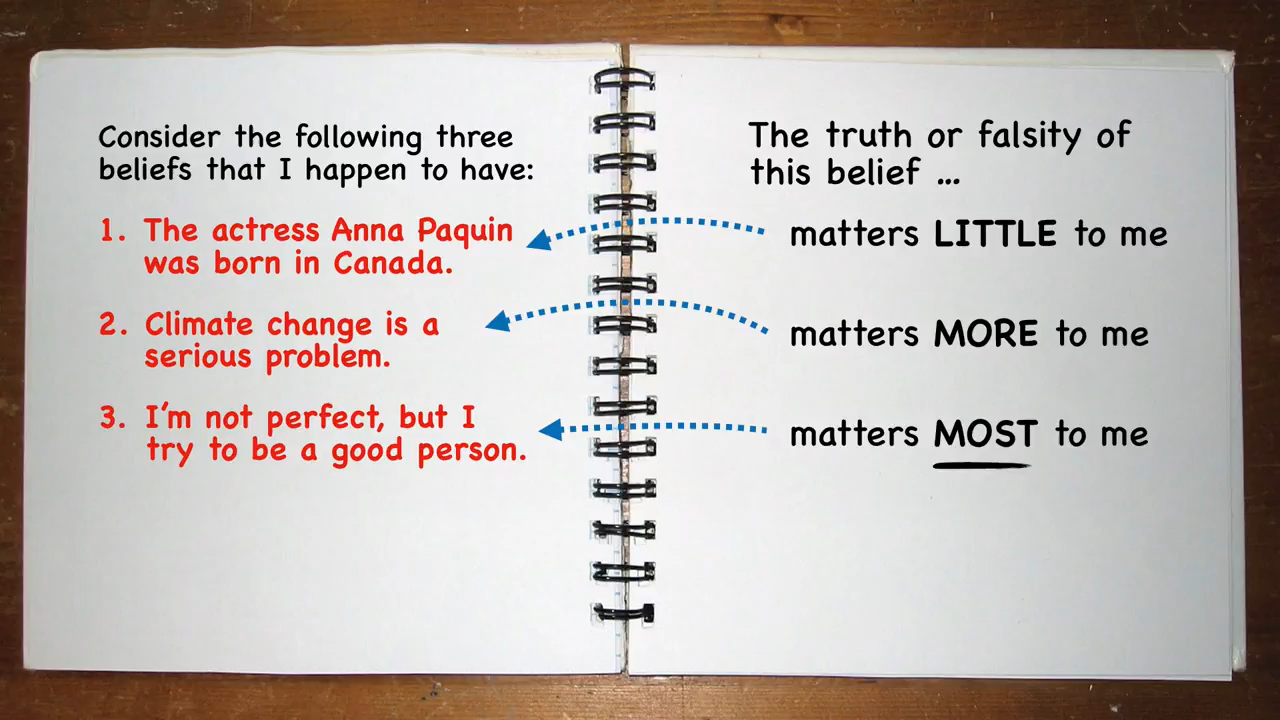 Consider the following three
beliefs that I happen to have:
1. The actress Anna Paquin
was born in Canada.
2. Climate change is a
serious problem.
3. I'm not perfect, but I
try to be a good person.
The truth or falsity of
this belief ...
matters LITTLE to me
matters MORE to me
matters MOST to me